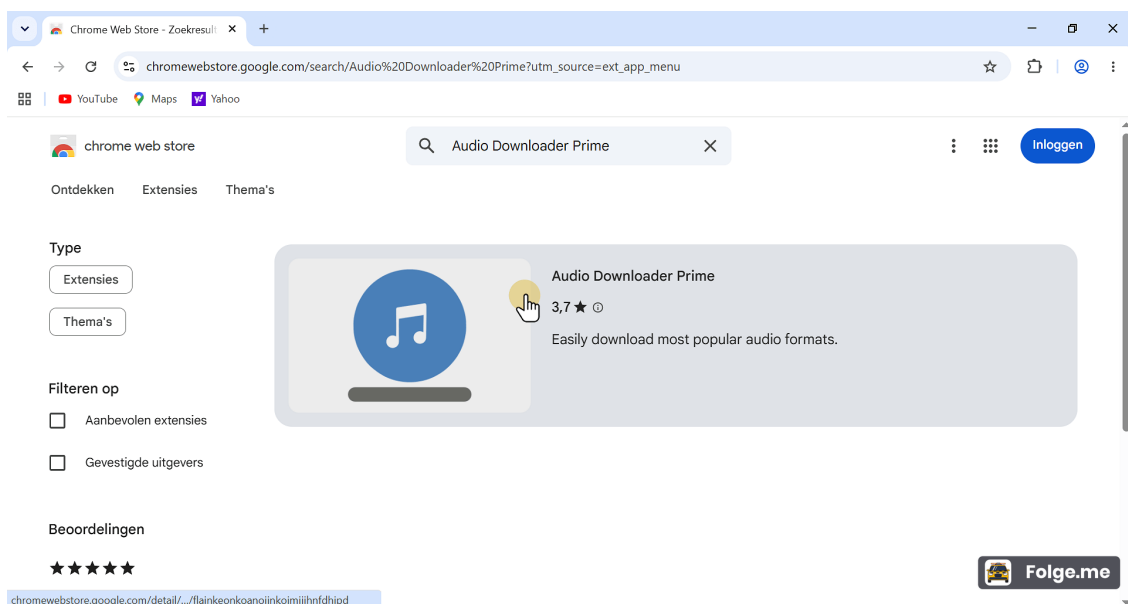 Chrome Web Store - Zoekresult
chromewebstore.google.com/search/Audio%20Downloader%20Prime?utm_source=ext_app_menu
YouTube Maps Yahoo
chrome web store
Audio Downloader Prime
Inloggen
Ontdekken Extensies Thema's
Type
Extensies
Thema's
Audio Downloader Prime
3,7 ★
Easily download most popular audio formats.
Filteren op
Aanbevolen extensies
Gevestigde uitgevers
Beoordelingen
★★★★★
Folge.me